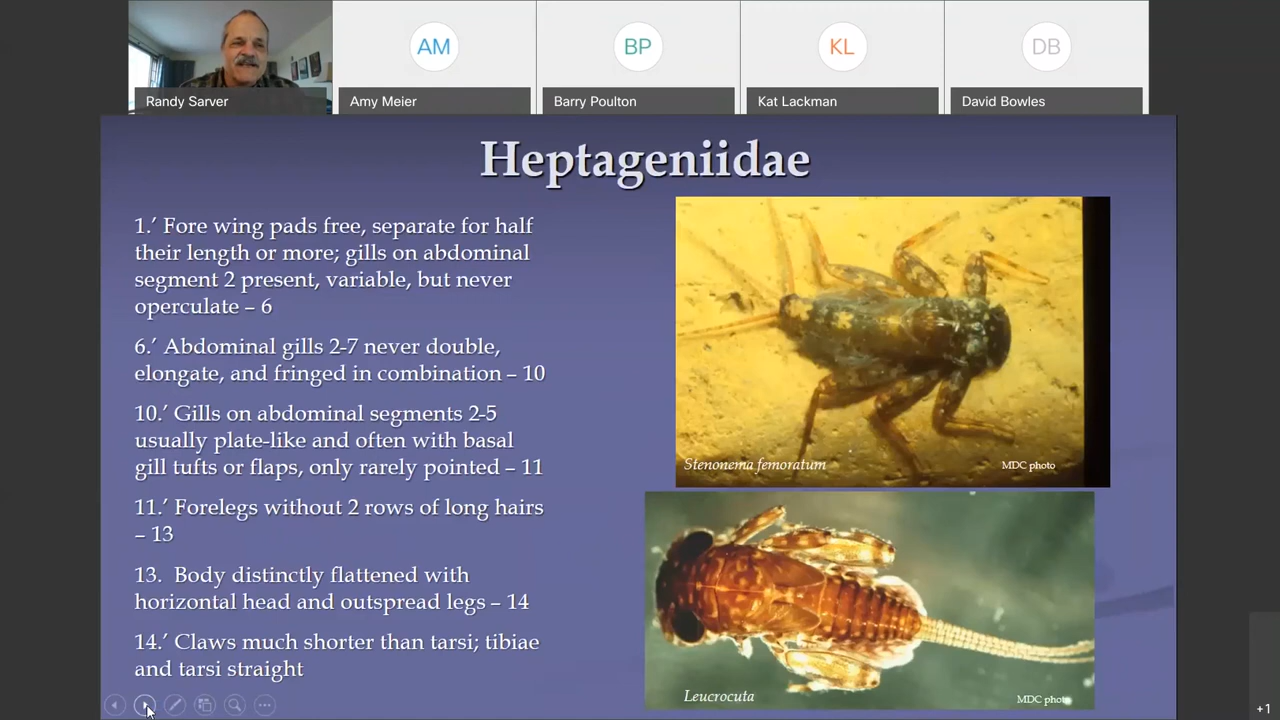 AM
BP
KL
DB
Randy Sarver
Amy Meier
Barry Poulton
Kat Lackman
David Bowles
Heptageniidae
1.’ Fore wing pads free, separate for half
their length or more; gills on abdominal
segment 2 present, variable, but never
operculate – 6
6.’ Abdominal gills 2-7 never double,
elongate, and fringed in combination – 10
10.’ Gills on abdominal segments 2-5
usually plate-like and often with basal
gill tufts or flaps, only rarely pointed – 11
11.’ Forelegs without 2 rows of long hairs
– 13
13. Body distinctly flattened with
horizontal head and outspread legs – 14
14.’ Claws much shorter than tarsi; tibiae
and tarsi straight
Stenonema femoratum
MDC photo
Leucrocuta
MDC photo
+1